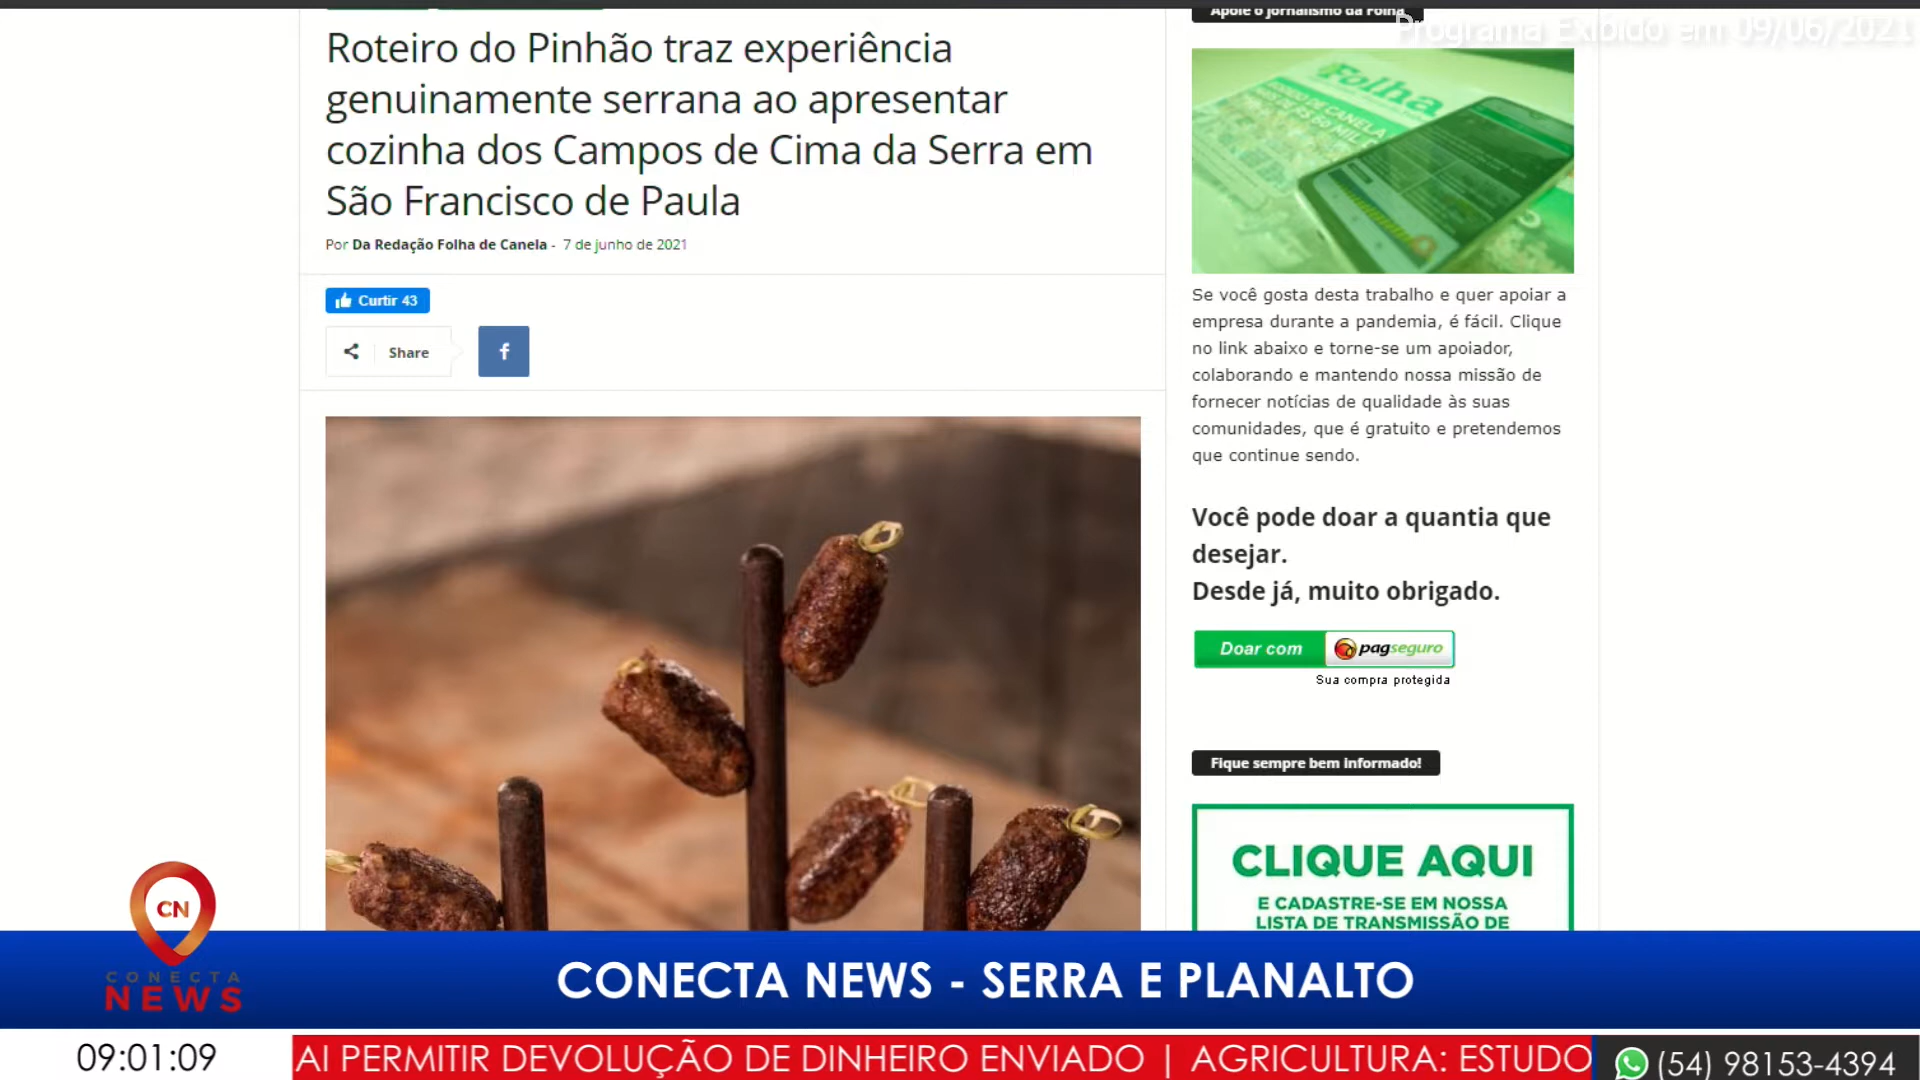 Apoie o jornalismo da Folha
Programa Exibido em 09/06/2021
Roteiro do Pinhão traz experiência
genuinamente serrana ao apresentar
cozinha dos Campos de Cima da Serra em
São Francisco de Paula
Por Da Redação Folha de Canela - 7 de junho de 2021
Curtir 43
Share
f
Folha
Se você gosta desta trabalho e quer apoiar a
empresa durante a pandemia, é fácil. Clique
no link abaixo e torne-se um apoiador,
colaborando e mantendo nossa missão de
fornecer notícias de qualidade às suas
comunidades, que é gratuito e pretendemos
que continue sendo.
Você pode doar a quantia que
desejar.
Desde já, muito obrigado.
Doar com pagseguro
Sua compra protegida
Fique sempre bem informado!
CLIQUE AQUI
E CADASTRE-SE EM NOSSA
LISTA DE TRANSMISSÃO DE
CN
CONECTA
NEWS
CONECTA NEWS - SERRA E PLANALTO
09:01:09
AI PERMITIR DEVOLUÇÃO DE DINHEIRO ENVIADO | AGRICULTURA: ESTUDO
(54) 98153-4394